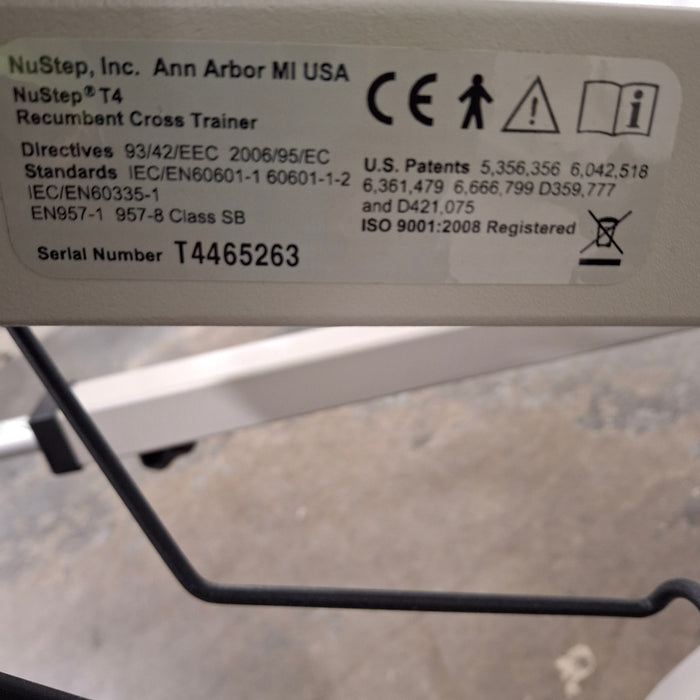 NuStep, Inc. Ann Arbor MI USA
NuStep® T4
Recumbent Cross Trainer
Directives 93/42/EEC 2006/95/EC
Standards IEC/EN60601-1 60601-1-2
IEC/EN60335-1
EN957-1 957-8 Class SB
Serial Number T4465263
CE
U.S. Patents 5,356,356 6,042,518
6,361,479 6,666,799 D359,777
and D421,075
ISO 9001:2008 Registered